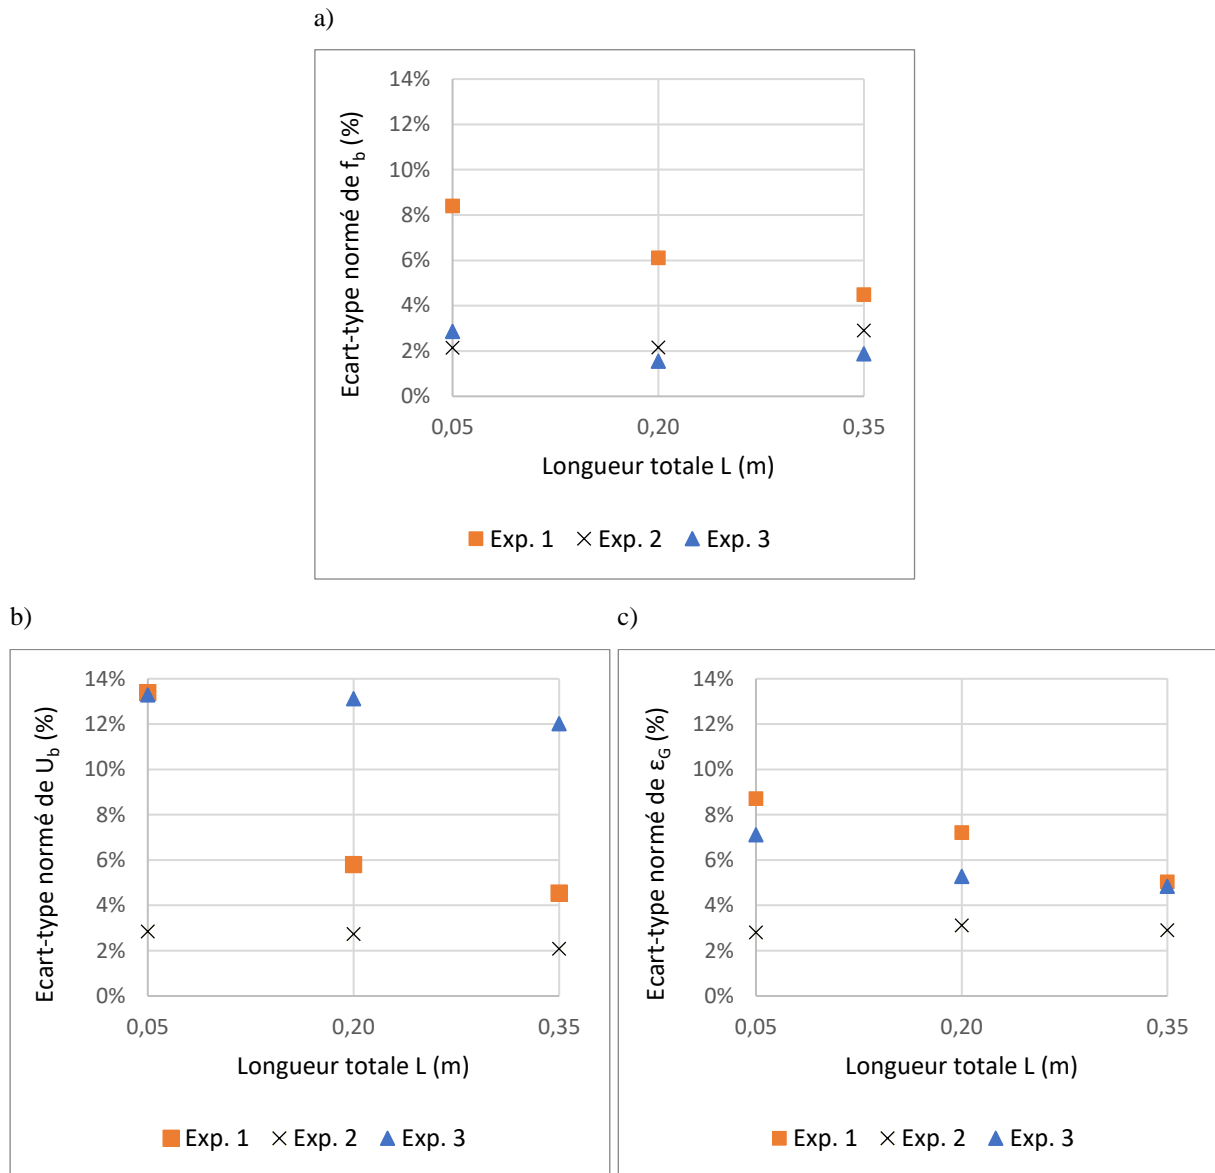 a)
14%
12%
10%
8%
6%
4%
2%
0%
Ecart-type normé de f_b (%)
0,05 0,20 0,35
Longueur totale L (m)
Exp. 1 Exp. 2 Exp. 3
b)
14%
12%
10%
8%
6%
4%
2%
0%
Ecart-type normé de U_b (%)
0,05 0,20 0,35
Longueur totale L (m)
Exp. 1 Exp. 2 Exp. 3
c)
14%
12%
10%
8%
6%
4%
2%
0%
Ecart-type normé de ε_G (%)
0,05 0,20 0,35
Longueur totale L (m)
Exp. 1 Exp. 2 Exp. 3